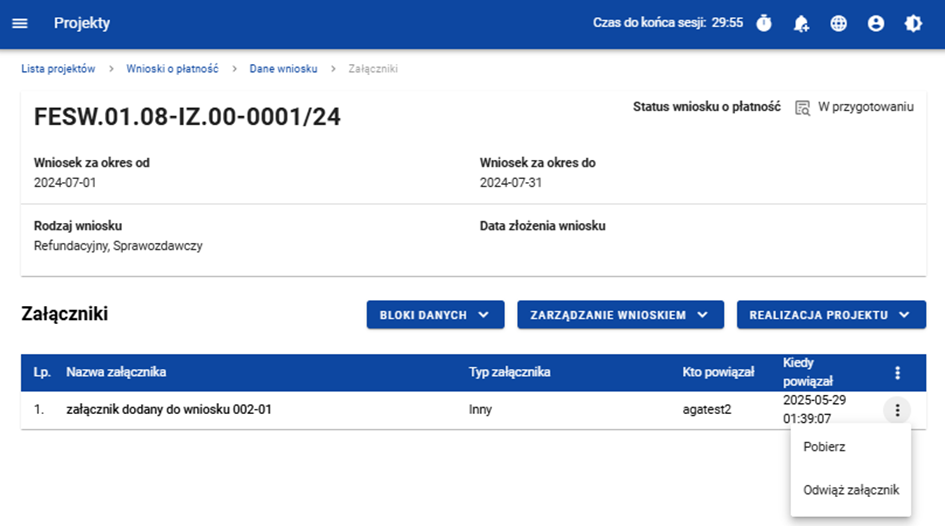 Projekty
Czas do końca sesji: 29:55
Lista projektów > Wnioski o płatność > Dane wniosku > Załączniki
FESW.01.08-IZ.00-0001/24
Status wniosku o płatność W przygotowaniu
Wniosek za okres od Wniosek za okres do
2024-07-01 2024-07-31
Rodzaj wniosku Data złożenia wniosku
Refundacyjny, Sprawozdawczy
Załączniki BLOKI DANYCH ZARZĄDZANIE WNIOSKIEM REALIZACJA PROJEKTU
Lp. Nazwa załącznika Typ załącznika Kto powiązał Kiedy powiązał
1. załącznik dodany do wniosku 002-01 Inny agatest2 2025-05-29
01:39:07
Pobierz
Odwiąż załącznik